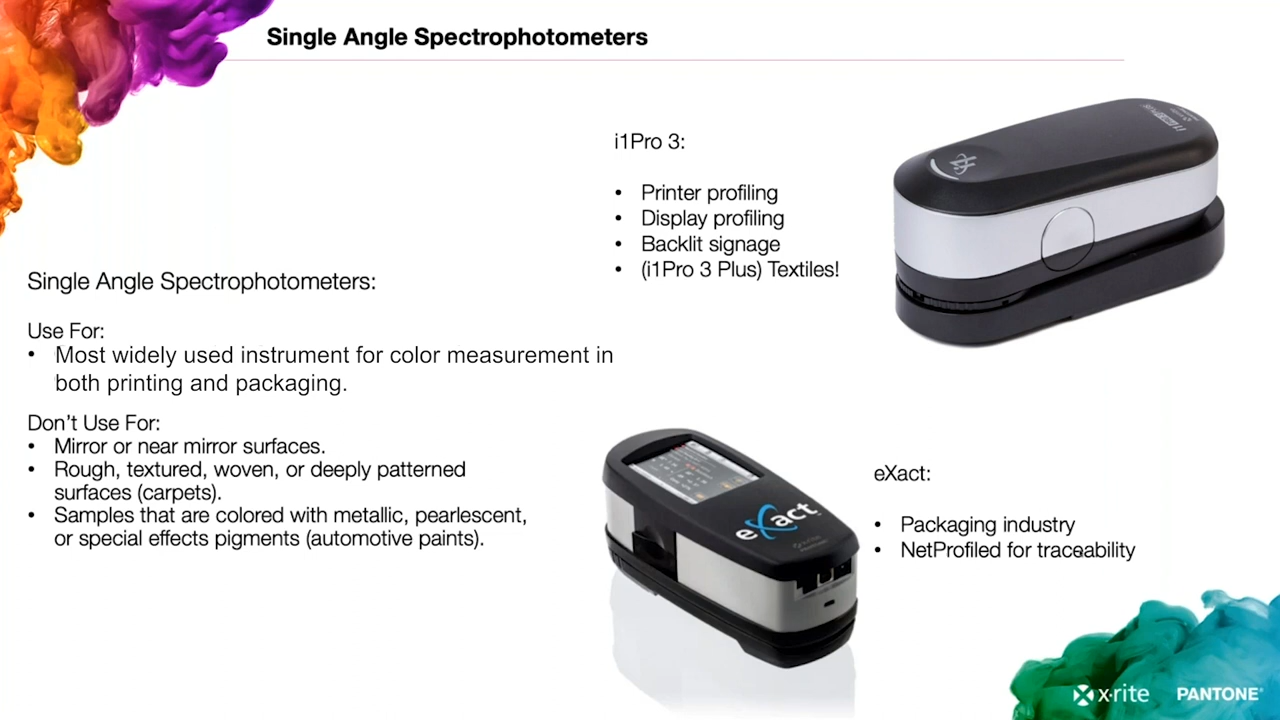 Single Angle Spectrophotometers
i1Pro 3:
• Printer profiling
• Display profiling
• Backlit signage
• (i1Pro 3 Plus) Textiles!
Single Angle Spectrophotometers:
Use For:
• Most widely used instrument for color measurement in
both printing and packaging.
Don't Use For:
• Mirror or near mirror surfaces.
• Rough, textured, woven, or deeply patterned
surfaces (carpets).
• Samples that are colored with metallic, pearlescent,
or special effects pigments (automotive paints).
eXact
eXact:
• Packaging industry
• NetProfiled for traceability
x·rite PANTONE®